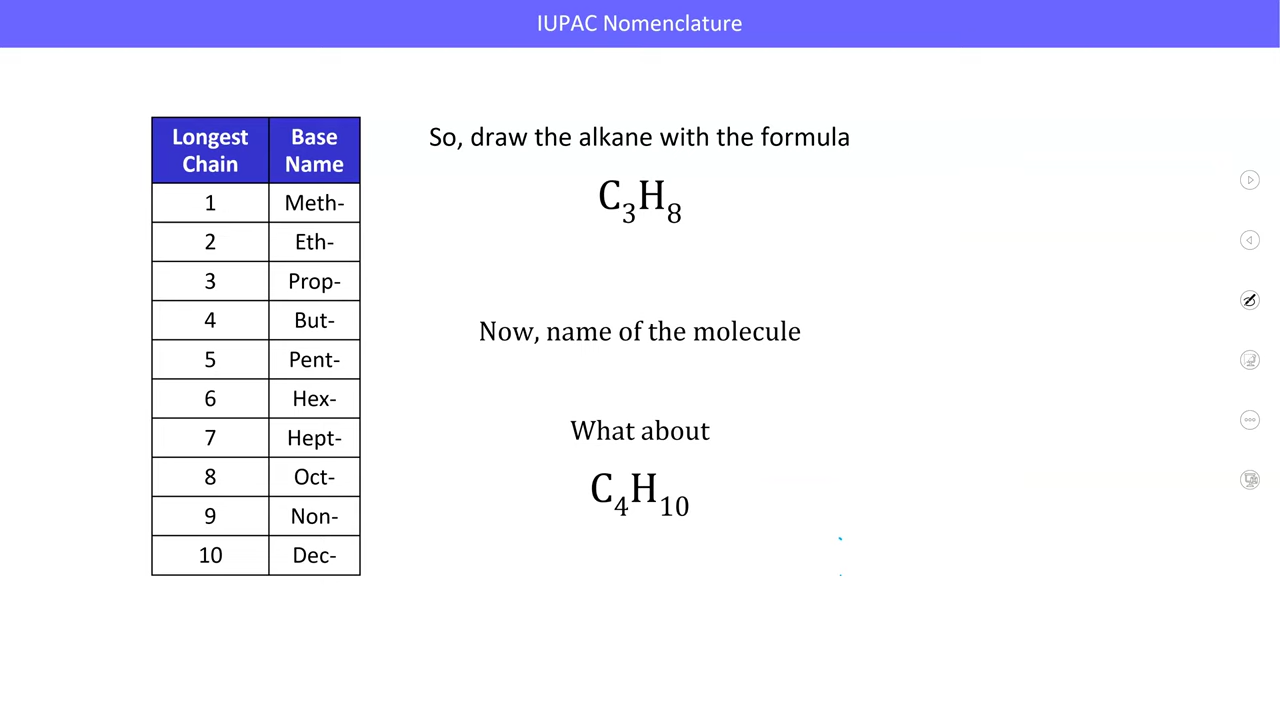 IUPAC Nomenclature
Longest Chain | Base Name
1 | Meth-
2 | Eth-
3 | Prop-
4 | But-
5 | Pent-
6 | Hex-
7 | Hept-
8 | Oct-
9 | Non-
10 | Dec-
So, draw the alkane with the formula
C₃H₈
Now, name of the molecule
What about
C₄H₁₀